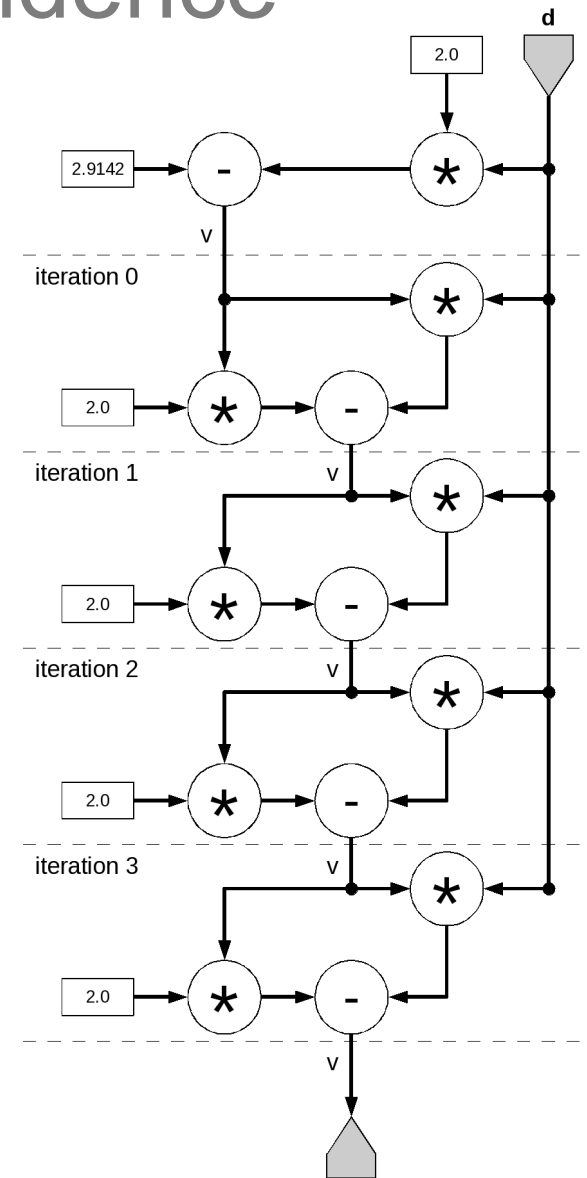 d
2.0
2.9142 - *
v
iteration 0
*
2.0 * -
iteration 1 v
*
2.0 * -
iteration 2 v
*
2.0 * -
iteration 3 v
*
2.0 * -
v